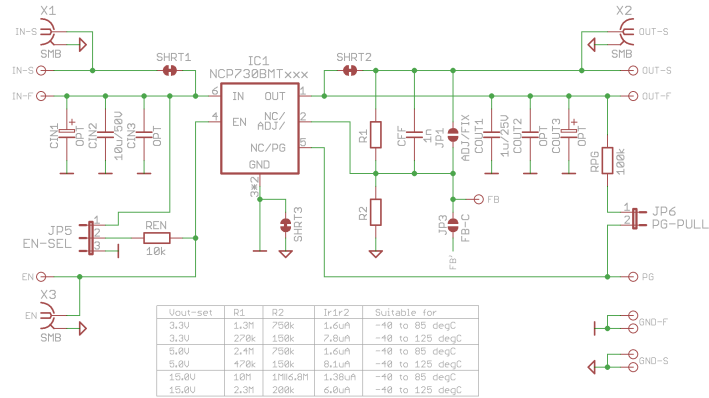 X1
X2
IN-S
OUT-S
SMB
SMB
SHRT1
SHRT2
IC1
NCP730BMTxxx
IN-S
OUT-S
IN-F
OUT-F
6
IN
OUT
1
4
EN
NC/
ADJ/
2
NC/PG
5
GND
3*2
CIN1
OPT
CIN2
10u/50V
CIN3
OPT
R1
CFF
1n
JP1
ADJ/FIX
COUT1
1u/25V
COUT2
OPT
COUT3
OPT
RPG
100k
R2
FB
JP3
FB-C
FB'
SHRT3
JP5
EN-SEL
1
2
3
REN
10k
1
2
JP6
PG-PULL
EN
PG
X3
EN
SMB
GND-F
GND-S
Vout-set R1 R2 Ir1r2 Suitable for
3.3V 1.3M 750k 1.6uA -40 to 85 degC
3.3V 270k 150k 7.8uA -40 to 125 degC
5.0V 2.4M 750k 1.6uA -40 to 85 degC
5.0V 470k 150k 8.1uA -40 to 125 degC
15.0V 10M 1M||6.8M 1.38uA -40 to 85 degC
15.0V 2.3M 200k 6.0uA -40 to 125 degC